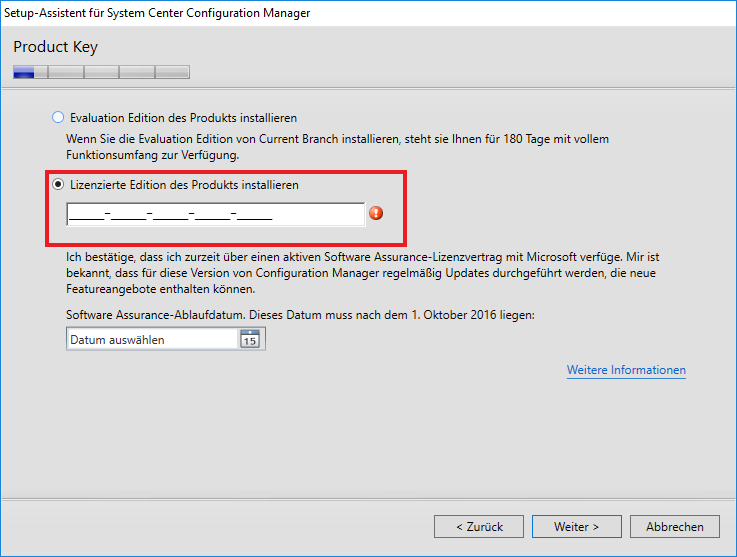 Setup-Assistent für System Center Configuration Manager
Product Key
Evaluation Edition des Produkts installieren
Wenn Sie die Evaluation Edition von Current Branch installieren, steht sie Ihnen für 180 Tage mit vollem
Funktionsumfang zur Verfügung.
Lizenzierte Edition des Produkts installieren
_____-_____-_____-_____-_____
Ich bestätige, dass ich zurzeit über einen aktiven Software Assurance-Lizenzvertrag mit Microsoft verfüge. Mir ist
bekannt, dass für diese Version von Configuration Manager regelmäßig Updates durchgeführt werden, die neue
Featureangebote enthalten können.
Software Assurance-Ablaufdatum. Dieses Datum muss nach dem 1. Oktober 2016 liegen:
Datum auswählen 15
Weitere Informationen
< Zurück Weiter > Abbrechen